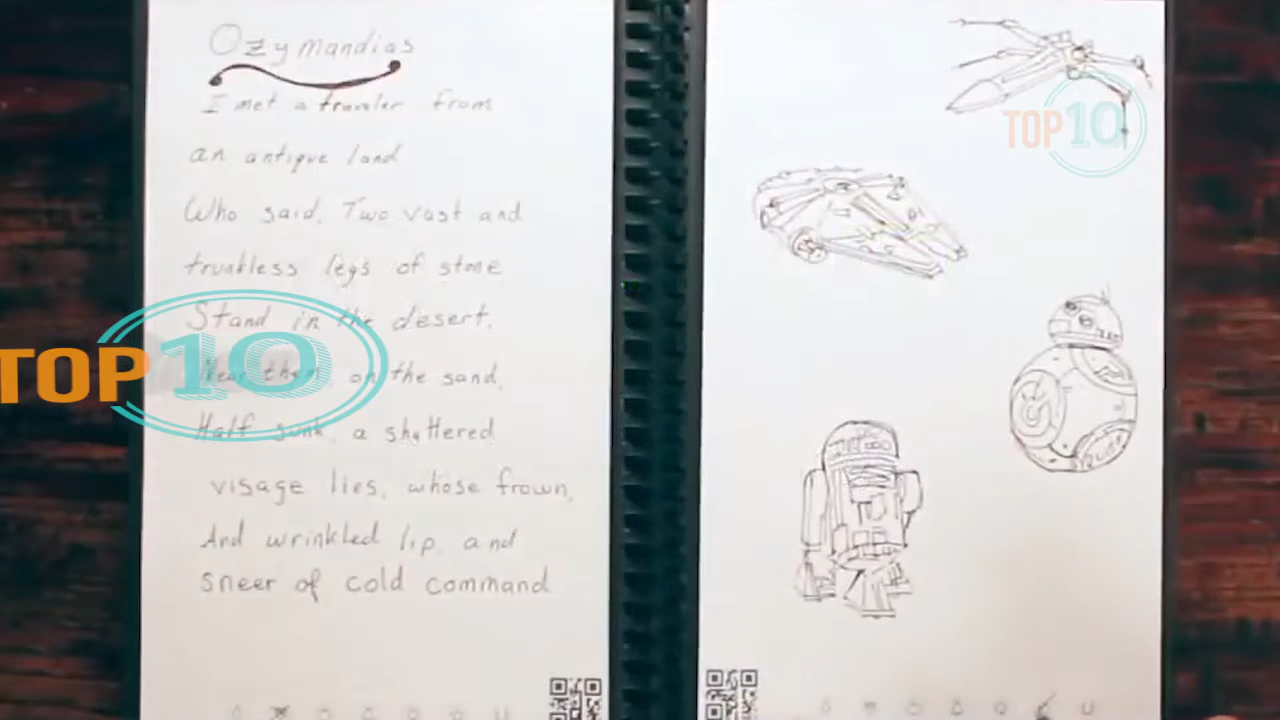 Ozymandias
I met a traveler from
an antique land
Who said, Two vast and
trunkless legs of stone
Stand in the desert.
Near them on the sand,
Half sunk, a shattered
visage lies, whose frown,
And wrinkled lip, and
sneer of cold command
TOP10
TOP10